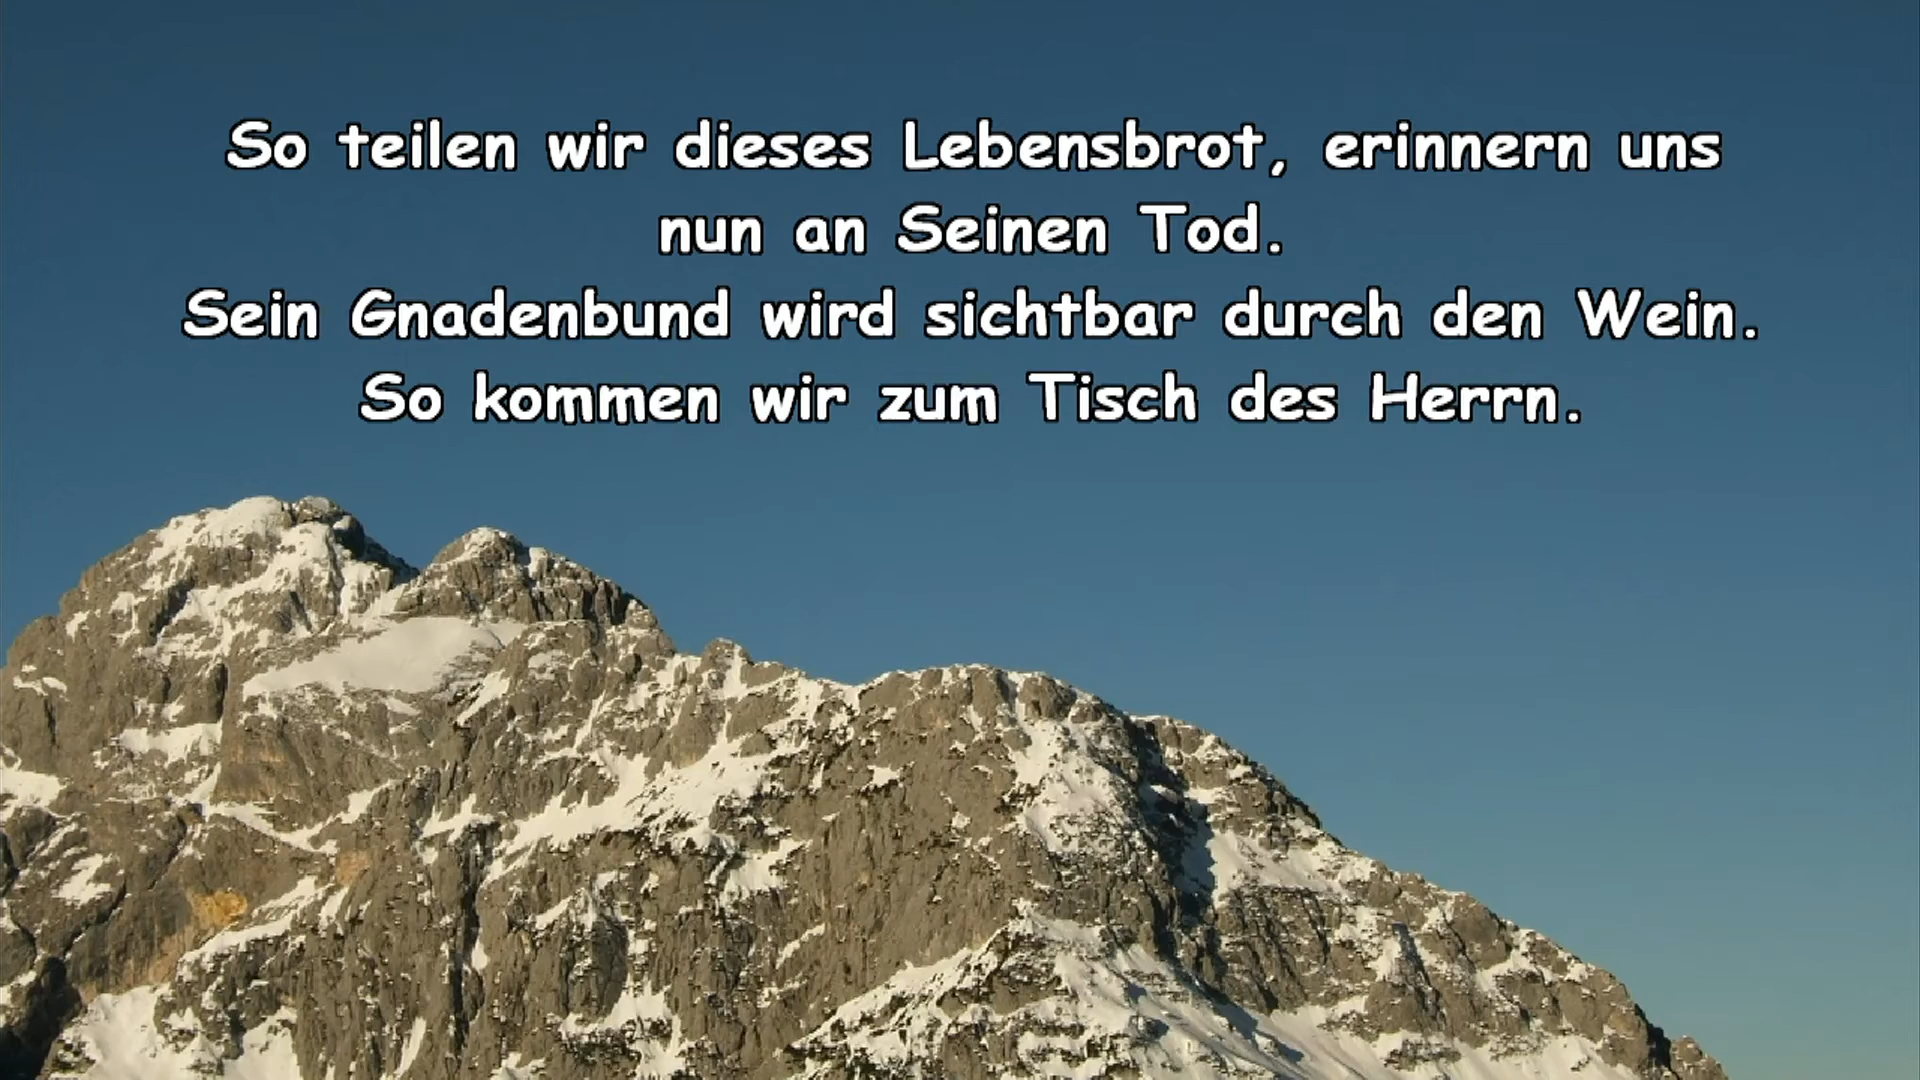 So teilen wir dieses Lebensbrot, erinnern uns
nun an Seinen Tod.
Sein Gnadenbund wird sichtbar durch den Wein.
So kommen wir zum Tisch des Herrn.